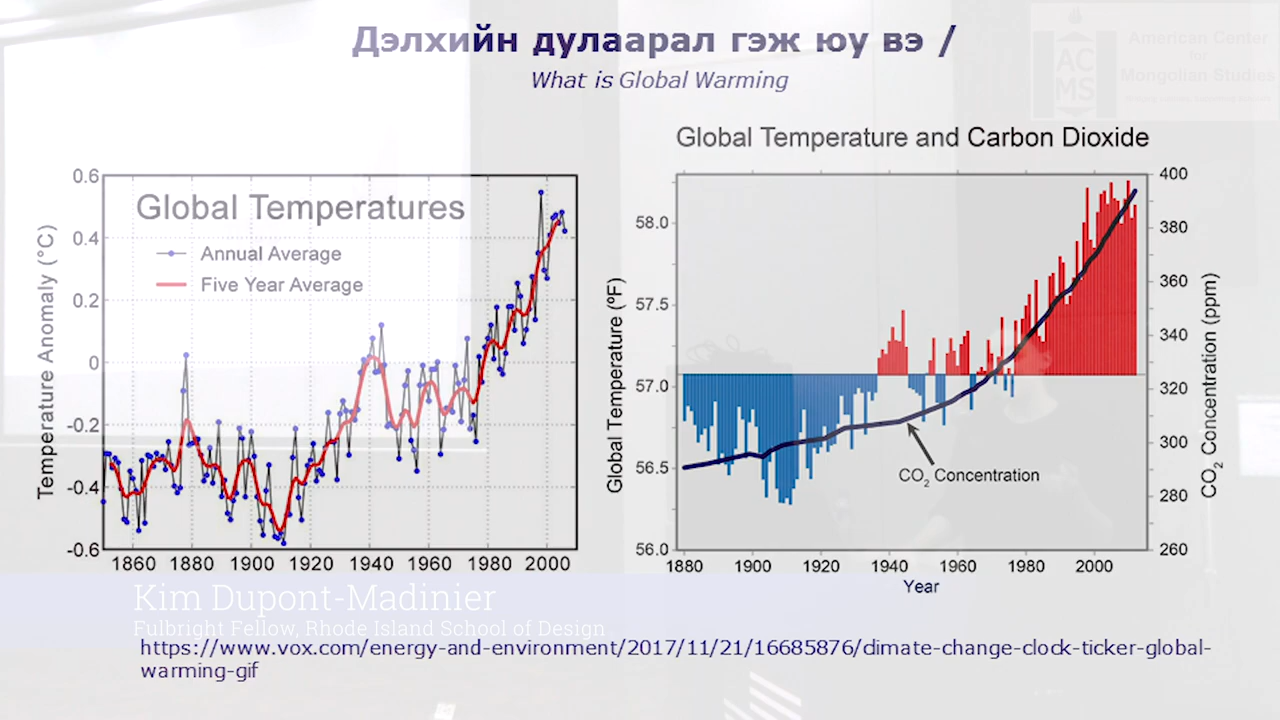 Дэлхийн дулаарал гэж юу вэ /
What is Global Warming
ACMS
American Center
for
Mongolian Studies
Global Temperatures
Annual Average
Five Year Average
Temperature Anomaly (°C)
0.6
0.4
0.2
0
-0.2
-0.4
-0.6
1860 1880 1900 1920 1940 1960 1980 2000
Global Temperature and Carbon Dioxide
Global Temperature (ºF)
58.0
57.5
57.0
56.5
56.0
CO2 Concentration
400
380
360
340
320
300
280
260
CO2 Concentration (ppm)
1880 1900 1920 1940 1960 1980 2000
Year
Kim Dupont-Madinier
Fulbright Fellow, Rhode Island School of Design
https://www.vox.com/energy-and-environment/2017/11/21/16685876/climate-change-clock-ticker-global-
warming-gif